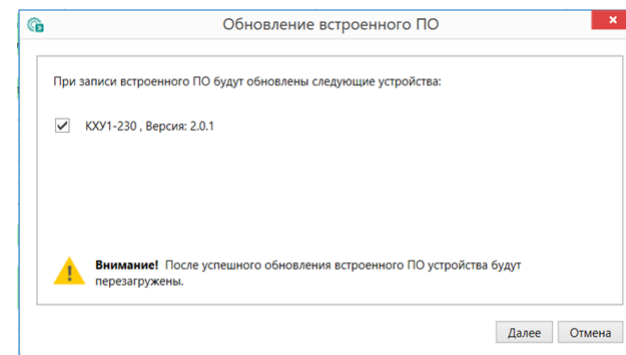 Обновление встроенного ПО
При записи встроенного ПО будут обновлены следующие устройства:
КХУ1-230 , Версия: 2.0.1
Внимание! После успешного обновления встроенного ПО устройства будут
перезагружены.
Далее Отмена